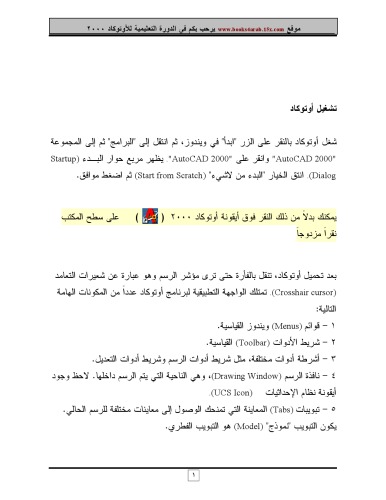 موقع www.booksturab.18x.com يرحب بكم في الدورة التعليمية للأوتوكاد ٢٠٠٠
تشغيل أوتوكاد
شغل أوتوكاد بالنقر على الزر "ابدأ" في ويندوز، ثم انتقل إلى "البرامج" ثم إلى المجموعة
"AutoCAD 2000" وانقر على "AutoCAD 2000". يظهر مربع حوار البـــدء (Startup
Dialog). انتق الخيار "البدء من لاشيء" (Start from Scratch) ثم اضغط موافق.
يمكنك بدلاً من ذلك النقر فوق أيقونة أوتوكاد ٢٠٠٠ ( ) على سطح المكتب
نقراً مزدوجاً
بعد تحميل أوتوكاد، تنقل بالفأرة حتى ترى مؤشر الرسم وهو عبارة عن شعيرات التعامد
(Crosshair cursor). تمتلك الواجهة التطبيقية لبرنامج أوتوكاد عدداً من المكونات الهامة
التالية:
١ – قوائم (Menus) ويندوز القياسية.
٢ – شريط الأدوات (Toolbar) القياسية.
٣ – أشرطة أدوات مختلفة، مثل شريط أدوات الرسم وشريط أدوات التعديل.
٤ – نافذة الرسم (Drawing Window)، وهي الناحية التي يتم الرسم داخلها. لاحظ وجود
أيقونة نظام الإحداثيات (UCS Icon).
٥ – تبويبات (Tabs) المعاينة التي تمنحك الوصول إلى معاينات مختلفة للرسم الحالي.
يكون التبويب "نموذج" (Model) هو التبويب الفطري.
١